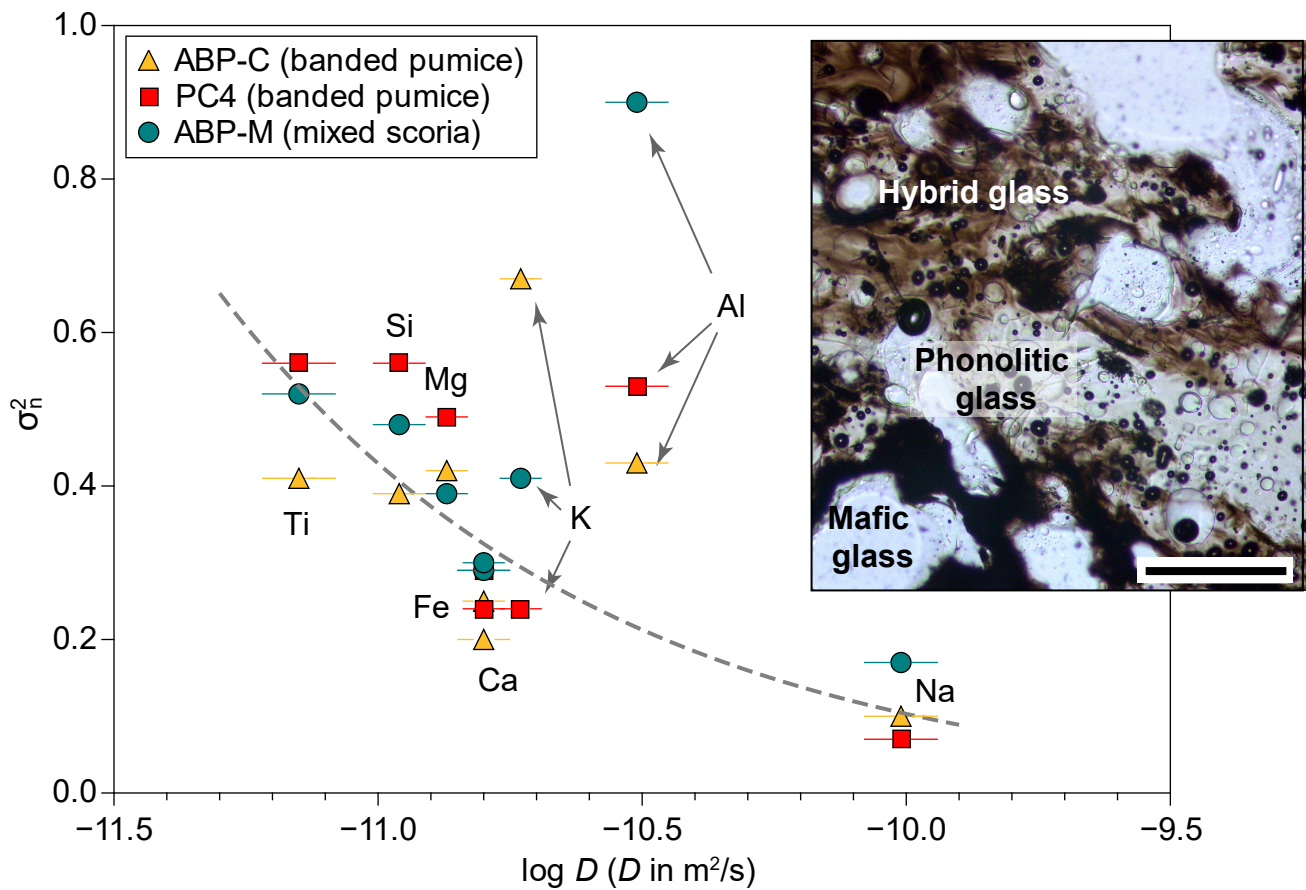 1.0
0.8
0.6
0.4
0.2
0.0
σn²
ABP-C (banded pumice)
PC4 (banded pumice)
ABP-M (mixed scoria)
Hybrid glass
Phonolitic
glass
Mafic
glass
Al
Si
Mg
Ti
K
Fe
Ca
Na
−11.5
−11.0
−10.5
−10.0
−9.5
log D (D in m²/s)